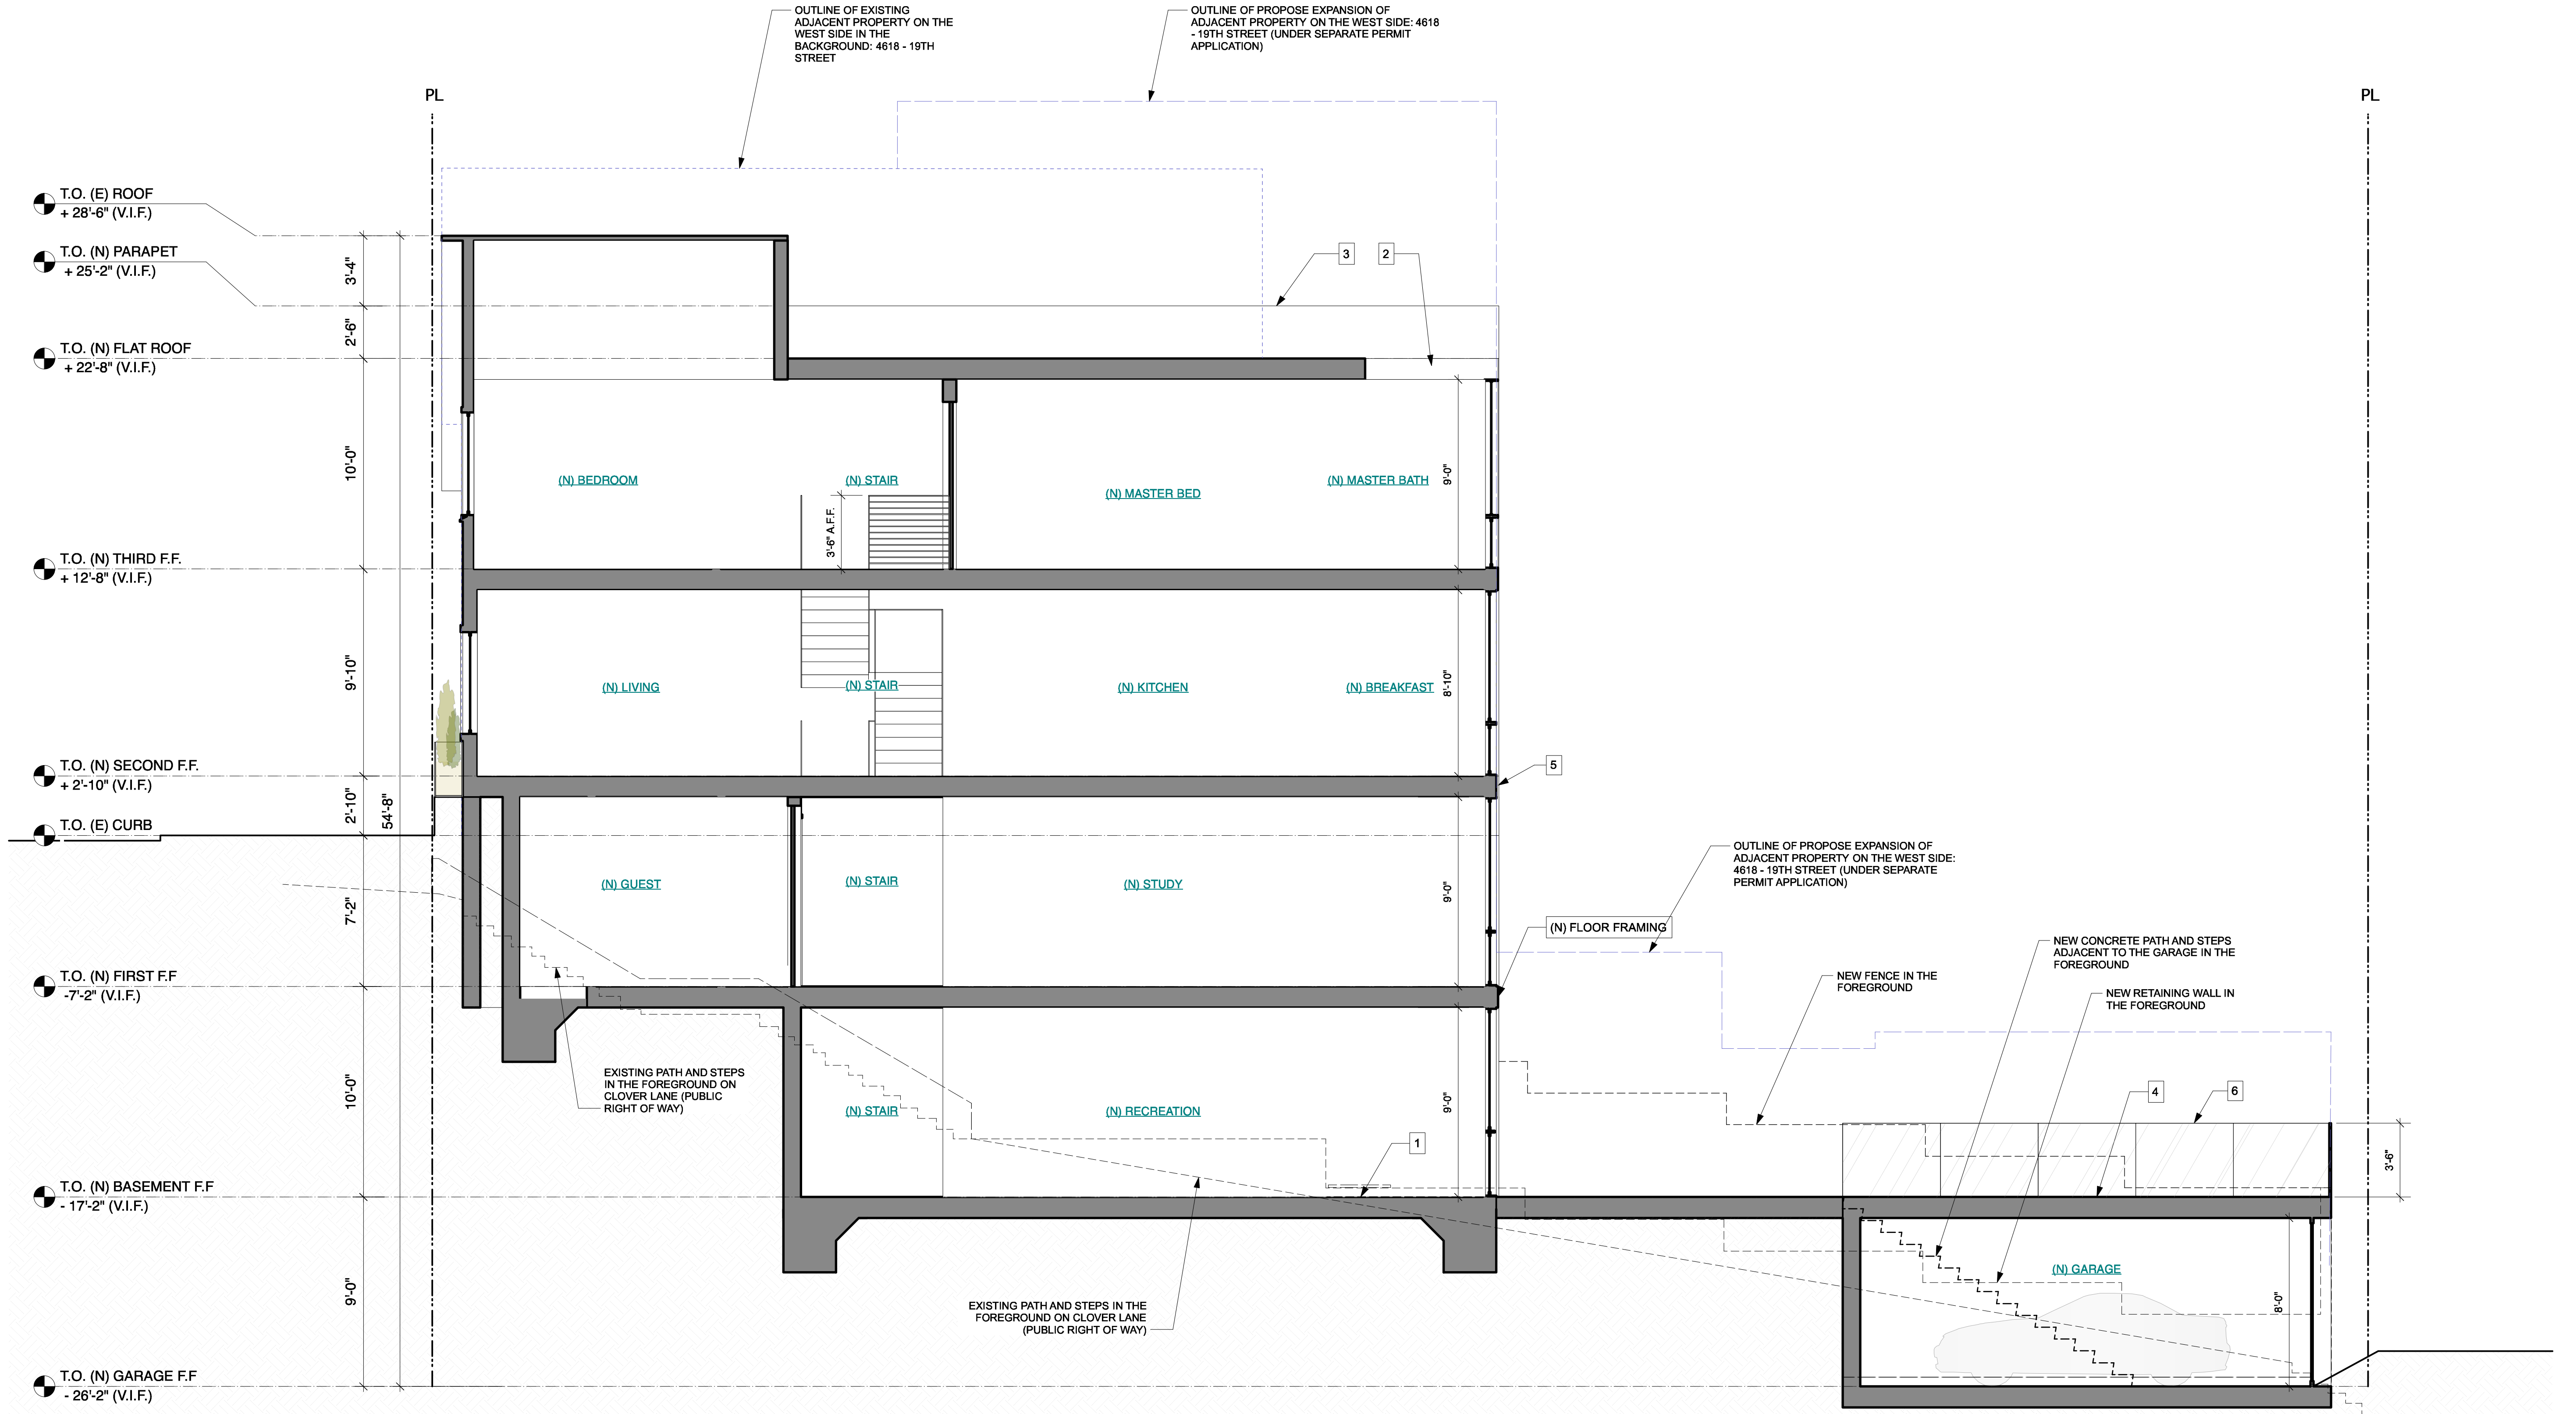 OUTLINE OF EXISTING
ADJACENT PROPERTY ON THE
WEST SIDE IN THE
BACKGROUND: 4618 - 19TH
STREET
OUTLINE OF PROPOSE EXPANSION OF
ADJACENT PROPERTY ON THE WEST SIDE: 4618
- 19TH STREET (UNDER SEPARATE PERMIT
APPLICATION)
PL
PL
T.O. (E) ROOF
+ 28'-6" (V.I.F.)
T.O. (N) PARAPET
+ 25'-2" (V.I.F.)
T.O. (N) FLAT ROOF
+ 22'-8" (V.I.F.)
T.O. (N) THIRD F.F.
+ 12'-8" (V.I.F.)
T.O. (N) SECOND F.F.
+ 2'-10" (V.I.F.)
T.O. (E) CURB
T.O. (N) FIRST F.F
-7'-2" (V.I.F.)
T.O. (N) BASEMENT F.F
- 17'-2" (V.I.F.)
T.O. (N) GARAGE F.F
- 26'-2" (V.I.F.)
3'-4"
2'-6"
10'-0"
9'-10"
2'-10"
54'-8"
7'-2"
10'-0"
9'-0"
3
2
(N) BEDROOM
(N) STAIR
(N) MASTER BED
(N) MASTER BATH
9'-0"
3'-6" A.F.F.
(N) LIVING
(N) STAIR
(N) KITCHEN
(N) BREAKFAST
8'-10"
5
(N) GUEST
(N) STAIR
(N) STUDY
9'-0"
OUTLINE OF PROPOSE EXPANSION OF
ADJACENT PROPERTY ON THE WEST SIDE:
4618 - 19TH STREET (UNDER SEPARATE
PERMIT APPLICATION)
(N) FLOOR FRAMING
NEW FENCE IN THE
FOREGROUND
NEW CONCRETE PATH AND STEPS
ADJACENT TO THE GARAGE IN THE
FOREGROUND
NEW RETAINING WALL IN
THE FOREGROUND
EXISTING PATH AND STEPS
IN THE FOREGROUND ON
CLOVER LANE (PUBLIC
RIGHT OF WAY)
(N) STAIR
(N) RECREATION
9'-0"
1
4
6
3'-6"
(N) GARAGE
8'-0"
EXISTING PATH AND STEPS IN THE
FOREGROUND ON CLOVER LANE
(PUBLIC RIGHT OF WAY)